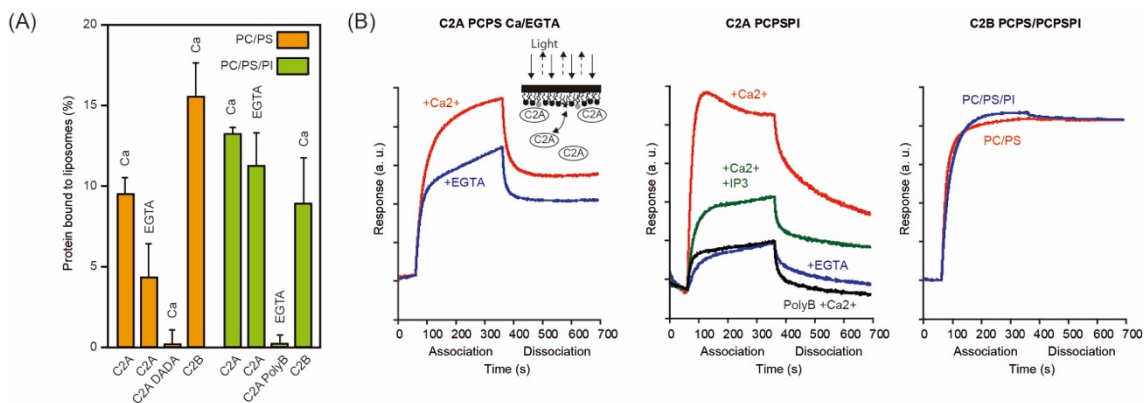 (A)
Protein bound to liposomes (%)
20
15
10
5
0
PC/PS
PC/PS/PI
Ca
EGTA
Ca
Ca
Ca
EGTA
EGTA
Ca
C2A
C2A
C2A DADA
C2B
C2A
C2A
C2A PolyB
C2B
(B)
C2A PCPS Ca/EGTA
Light
C2A
C2A
C2A
C2A
+Ca2+
+EGTA
Response (a. u.)
0 100 200 300 400 500 600 700
Association Dissociation
Time (s)
C2A PCPSPI
+Ca2+
+Ca2+
+IP3
+EGTA
PolyB +Ca2+
Response (a. u.)
0 100 200 300 400 500 600 700
Association Dissociation
Time (s)
C2B PCPS/PCPSPI
PC/PS/PI
PC/PS
Response (a. u.)
0 100 200 300 400 500 600 700
Association Dissociation
Time (s)